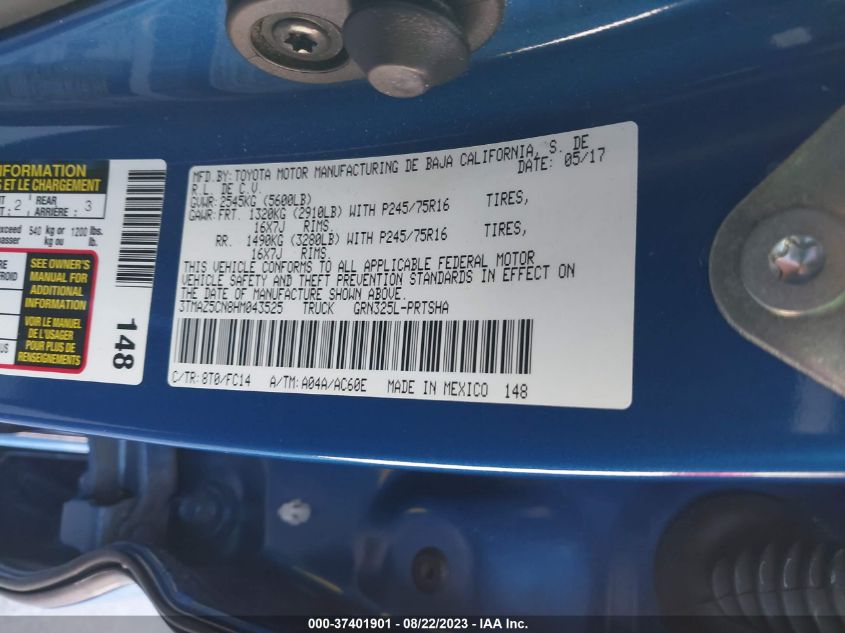 INFORMATION
S ET LE CHARGEMENT
2 REAR
ARRIÈRE : 3
exceed 540 kg or 1200 lbs.
passer kg ou lb.
SEE OWNER'S
MANUAL FOR
ADDITIONAL
INFORMATION
VOIR LE MANUEL
DE L'USAGER
POUR PLUS DE
RENSEIGNEMENTS
148
MFD.BY:TOYOTA MOTOR MANUFACTURING DE BAJA CALIFORNIA, S. DE
R.L. DE C.V. DATE: 05/17
GVWR:2545KG (5600LB)
GAWR:FRT. 1320KG (2910LB) WITH P245/75R16 TIRES,
16X7J RIMS.
RR. 1490KG (3280LB) WITH P245/75R16 TIRES,
16X7J RIMS.
THIS VEHICLE CONFORMS TO ALL APPLICABLE FEDERAL MOTOR
VEHICLE SAFETY AND THEFT PREVENTION STANDARDS IN EFFECT ON
THE DATE OF MANUFACTURE SHOWN ABOVE.
3TMAZ5CN8HM043525 TRUCK GRN325L-PRTSHA
C/TR:8T0/FC14 A/TM:A04A/AC60E MADE IN MEXICO 148
000-37401901 - 08/22/2023 - IAA Inc.